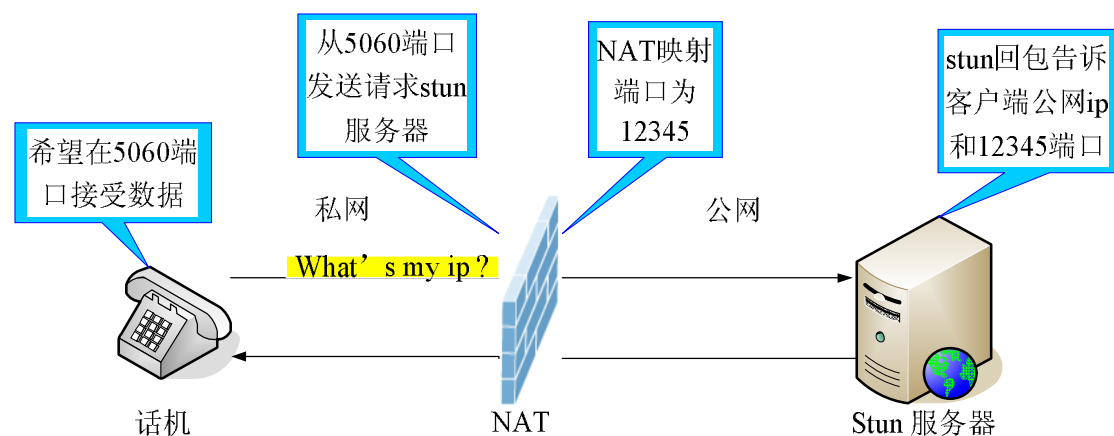 从5060端口
发送请求stun
服务器
NAT映射
端口为
12345
stun回包告诉
客户端公网ip
和12345端口
希望在5060端
口接受数据
私网
公网
What’s my ip？
话机
NAT
Stun 服务器